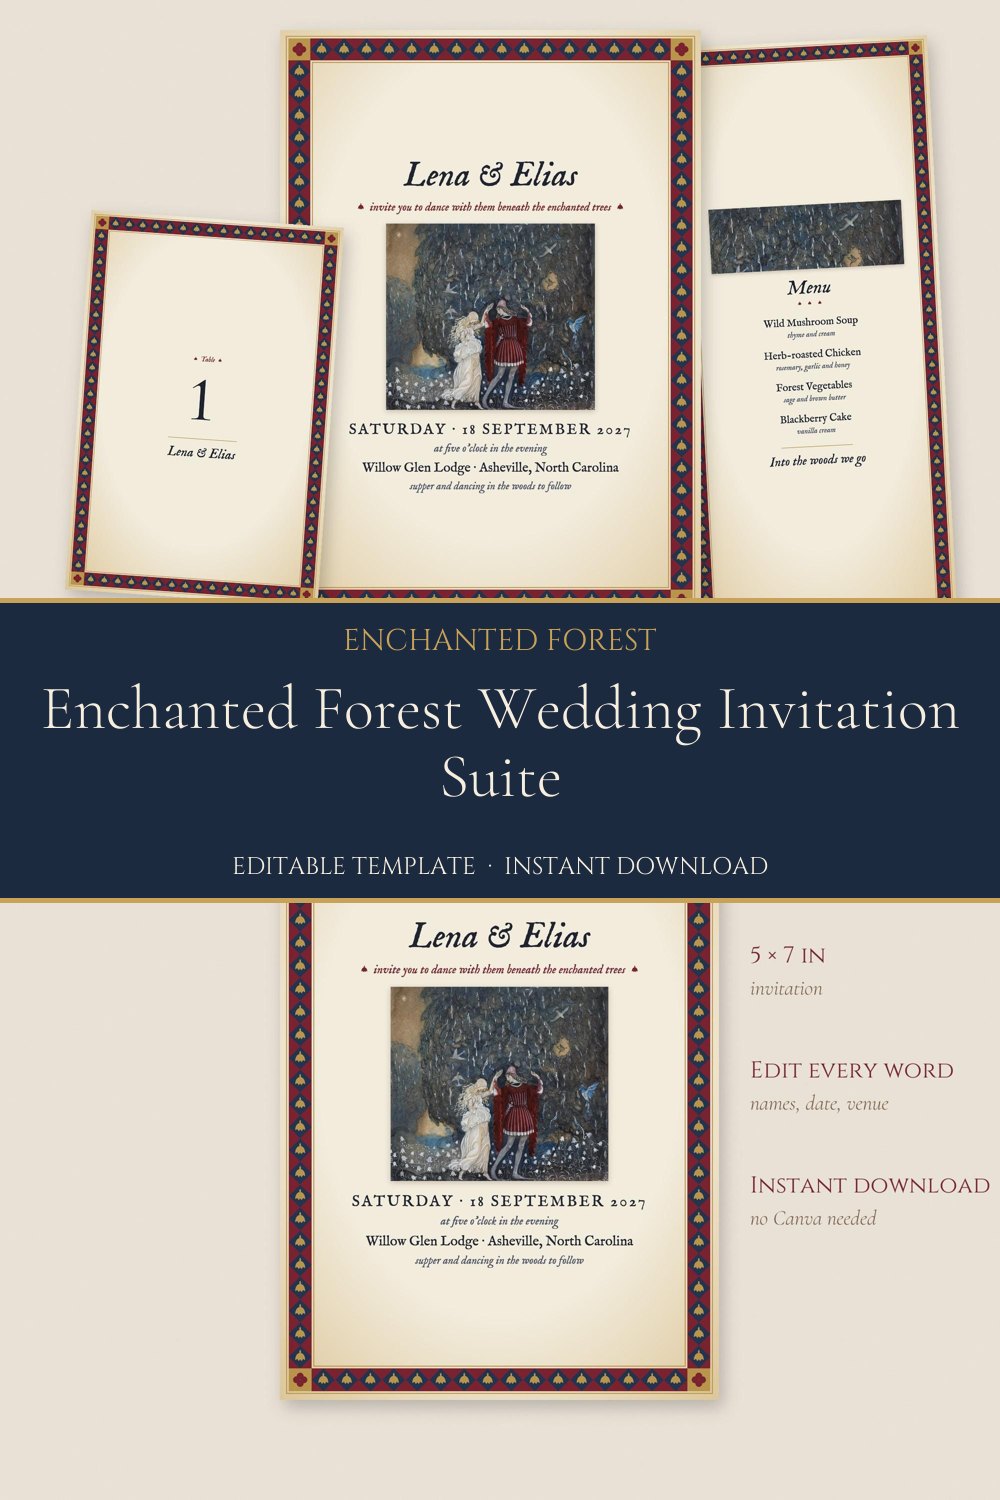 Lena & Elias
invite you to dance with them beneath the enchanted trees
SATURDAY · 18 SEPTEMBER 2027
at five o'clock in the evening
Willow Glen Lodge · Asheville, North Carolina
supper and dancing in the woods to follow
Table
1
Lena & Elias
Menu
Wild Mushroom Soup
thyme and cream
Herb-roasted Chicken
rosemary, garlic and honey
Forest Vegetables
sage and brown butter
Blackberry Cake
vanilla cream
Into the woods we go
ENCHANTED FOREST
Enchanted Forest Wedding Invitation
Suite
EDITABLE TEMPLATE · INSTANT DOWNLOAD
Lena & Elias
invite you to dance with them beneath the enchanted trees
SATURDAY · 18 SEPTEMBER 2027
at five o'clock in the evening
Willow Glen Lodge · Asheville, North Carolina
supper and dancing in the woods to follow
5 × 7 IN
invitation
EDIT EVERY WORD
names, date, venue
INSTANT DOWNLOAD
no Canva needed